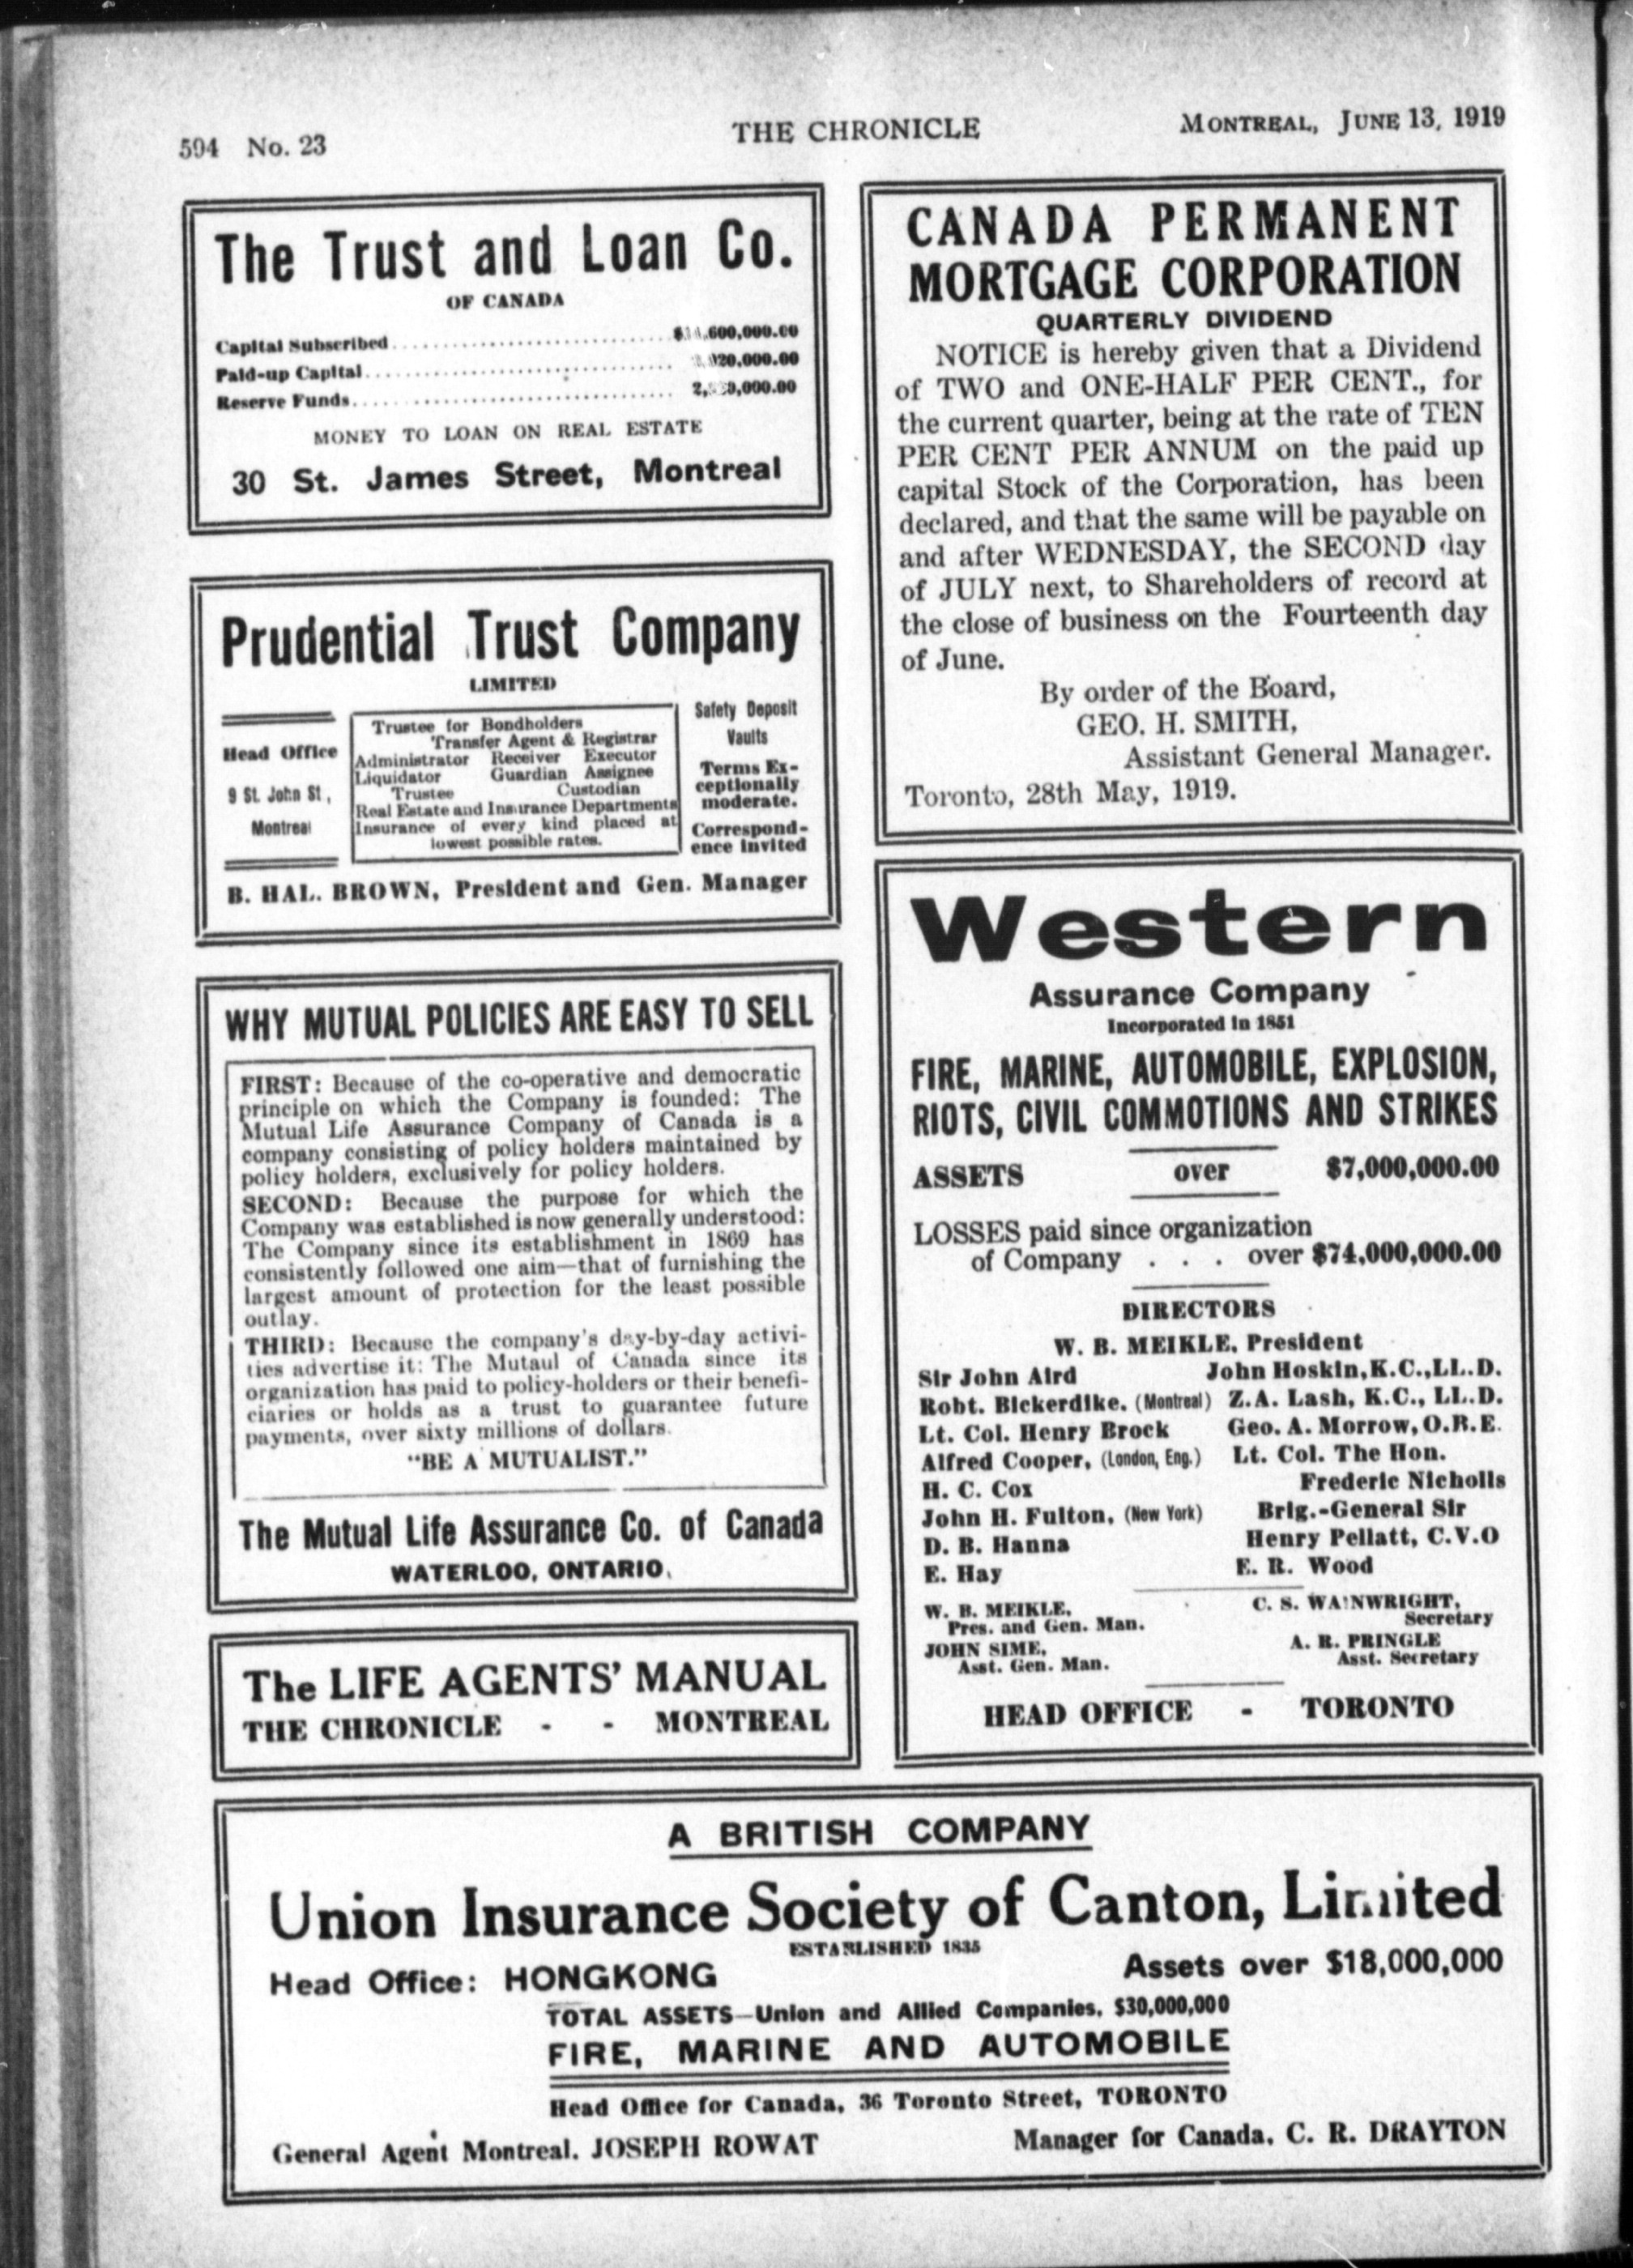 594 No. 23
THE CHRONICLE
MONTREAL, JUNE 13, 1919
The Trust and Loan Co.
OF CANADA
Capital Subscribed
Paid-up Capital
Reserve Funds
MONEY TO LOAN ON REAL ESTATE
30 St. James Street, Montreal
Prudential Trust Company
LIMITED
Head Office
9 St. John St.,
Montreal
Trustee for Bondholders
Transfer Agent & Registrar
Administrator Receiver Executor
Liquidator Guardian Assignee
Trustee Custodian
Real Estate and Insurance Departments
Insurance of every kind placed at
lowest possible rates.
Safety Deposit
Vaults
Terms Ex-
ceptionally
moderate.
Correspond-
ence invited
B. HAL. BROWN, President and Gen. Manager
WHY MUTUAL POLICIES ARE EASY TO SELL
FIRST: Because of the co-operative and democratic
principle on which the Company is founded: The
Mutual Life Assurance Company of Canada is a
company consisting of policy holders maintained by
policy holders, exclusively for policy holders.
SECOND: Because the purpose for which the
Company was established is now generally understood:
The Company since its establishment in 1869 has
consistently followed one aim—that of furnishing the
largest amount of protection for the least possible
outlay.
THIRD: Because the company's day-by-day activi-
ties advertise it: The Mutaul of Canada since its
organization has paid to policy-holders or their benefi-
ciaries or holds as a trust to guarantee future
payments, over sixty millions of dollars.
"BE A MUTUALIST."
The Mutual Life Assurance Co. of Canada
WATERLOO, ONTARIO.
The LIFE AGENTS' MANUAL
THE CHRONICLE - - MONTREAL
CANADA PERMANENT
MORTGAGE CORPORATION
QUARTERLY DIVIDEND
NOTICE is hereby given that a Dividend
of TWO and ONE-HALF PER CENT., for
the current quarter, being at the rate of TEN
PER CENT PER ANNUM on the paid up
capital Stock of the Corporation, has been
declared, and that the same will be payable on
and after WEDNESDAY, the SECOND day
of JULY next, to Shareholders of record at
the close of business on the Fourteenth day
of June.
By order of the Board,
GEO. H. SMITH,
Assistant General Manager.
Toronto, 28th May, 1919.
Western
Assurance Company
Incorporated in 1851
FIRE, MARINE, AUTOMOBILE, EXPLOSION,
RIOTS, CIVIL COMMOTIONS AND STRIKES
ASSETS over $7,000,000.00
LOSSES paid since organization
of Company . . . over $74,000,000.00
DIRECTORS
W. B. MEIKLE, President
Sir John Aird John Hoskin, K.C., LL.D.
Robt. Bickerdike, (Montreal) Z.A. Lash, K.C., LL.D.
Lt. Col. Henry Brock Geo. A. Morrow, O.B.E.
Alfred Cooper, (London, Eng.) Lt. Col. The Hon.
H. C. Cox Frederic Nicholls
John H. Fulton, (New York) Brig.-General Sir
D. B. Hanna Henry Pellatt, C.V.O
E. Hay E. R. Wood
W. B. MEIKLE, C. S. WAINWRIGHT,
Pres. and Gen. Man. Secretary
JOHN SIME, A. R. PRINGLE
Asst. Gen. Man. Asst. Secretary
HEAD OFFICE - TORONTO
A BRITISH COMPANY
Union Insurance Society of Canton, Limited
ESTABLISHED 1835
Head Office: HONGKONG Assets over $18,000,000
TOTAL ASSETS—Union and Allied Companies, $30,000,000
FIRE, MARINE AND AUTOMOBILE
Head Office for Canada, 36 Toronto Street, TORONTO
General Agent Montreal, JOSEPH ROWAT Manager for Canada, C. R. DRAYTON